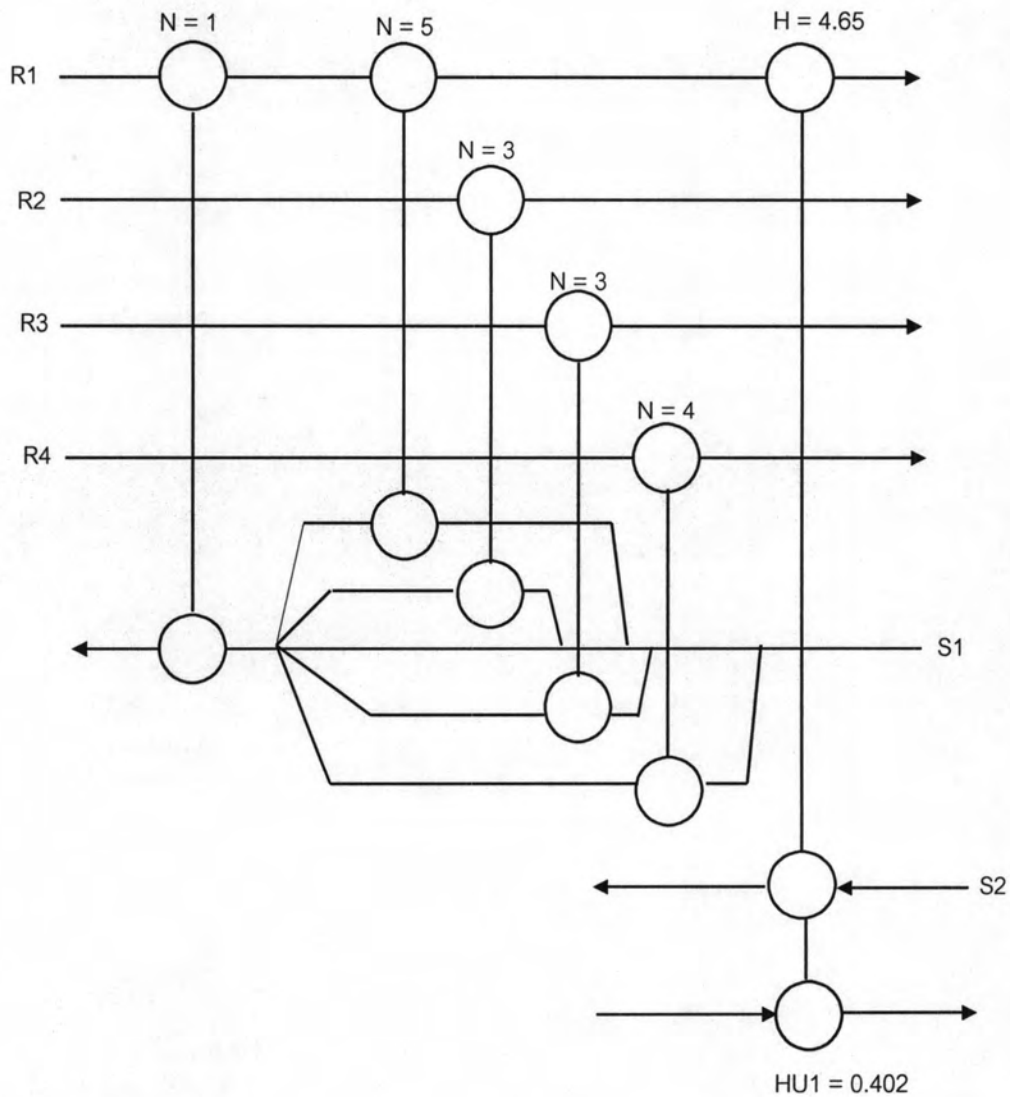 N = 1
N = 5
H = 4.65
R1
N = 3
R2
N = 3
R3
N = 4
R4
S1
S2
HU1 = 0.402